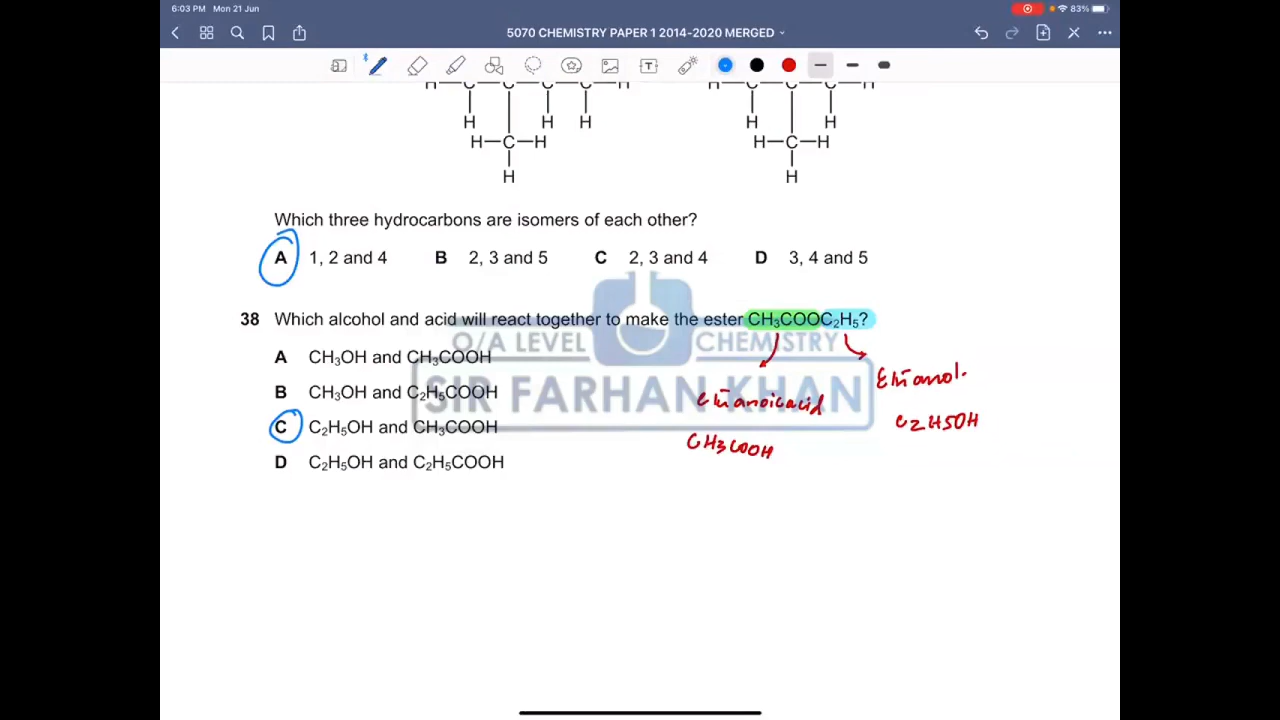 6:03 PM Mon 21 Jun
83%
5070 CHEMISTRY PAPER 1 2014-2020 MERGED
T
H C C C C H H C C C H
H H H H H
H—C—H H—C—H
H H
Which three hydrocarbons are isomers of each other?
A 1, 2 and 4 B 2, 3 and 5 C 2, 3 and 4 D 3, 4 and 5
38 Which alcohol and acid will react together to make the ester CH₃COOC₂H₅?
O/A LEVEL CHEMISTRY
A CH₃OH and CH₃COOH
Ethanol.
B CH₃OH and C₂H₅COOH
SIR FARHAN KHAN
Ethanoic acid
C C₂H₅OH and CH₃COOH
C2H5OH
CH3COOH
D C₂H₅OH and C₂H₅COOH